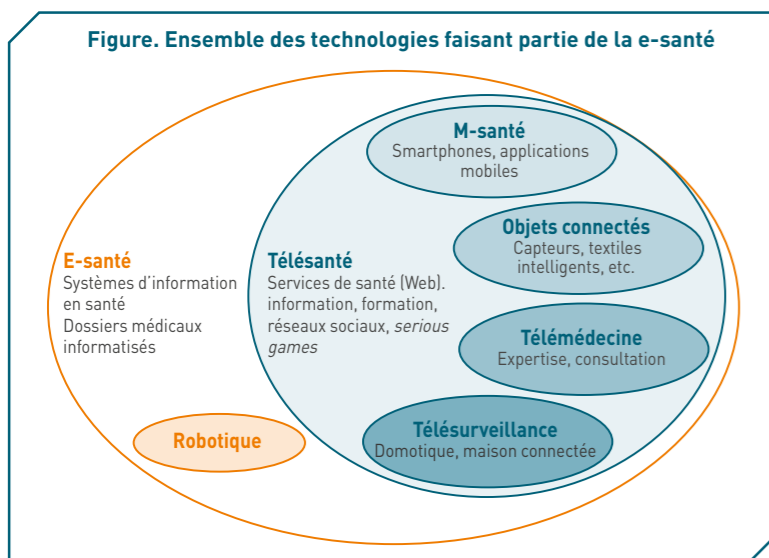 Figure. Ensemble des technologies faisant partie de la e-santé
M-santé
Smartphones, applications
mobiles
Objets connectés
Capteurs, textiles
intelligents, etc.
E-santé
Systèmes d'information
en santé
Dossiers médicaux
informatisés
Télésanté
Services de santé (Web).
information, formation,
réseaux sociaux, serious
games
Télémédecine
Expertise, consultation
Robotique
Télésurveillance
Domotique, maison connectée